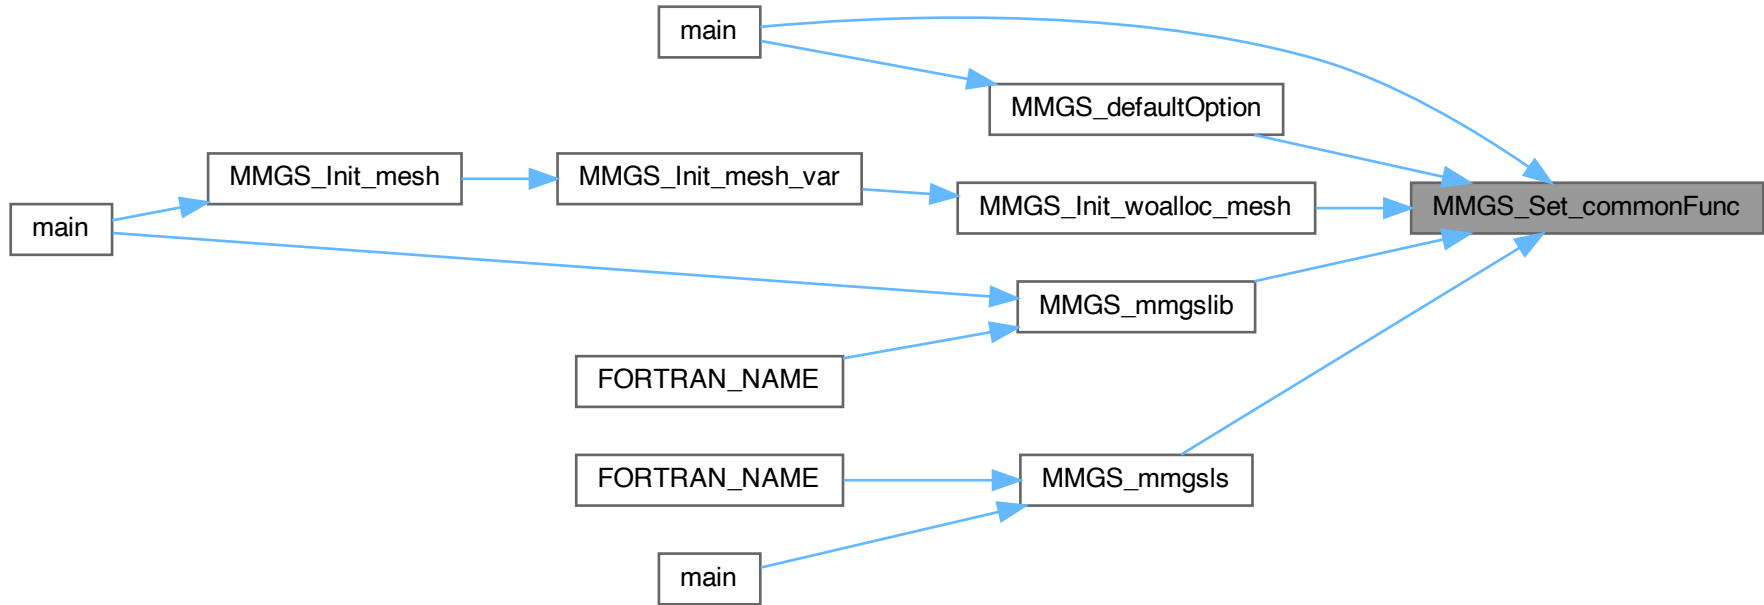 main
MMGS_defaultOption
MMGS_Init_mesh
MMGS_Init_mesh_var
MMGS_Init_woalloc_mesh
MMGS_Set_commonFunc
main
MMGS_mmgslib
FORTRAN_NAME
FORTRAN_NAME
MMGS_mmgsls
main